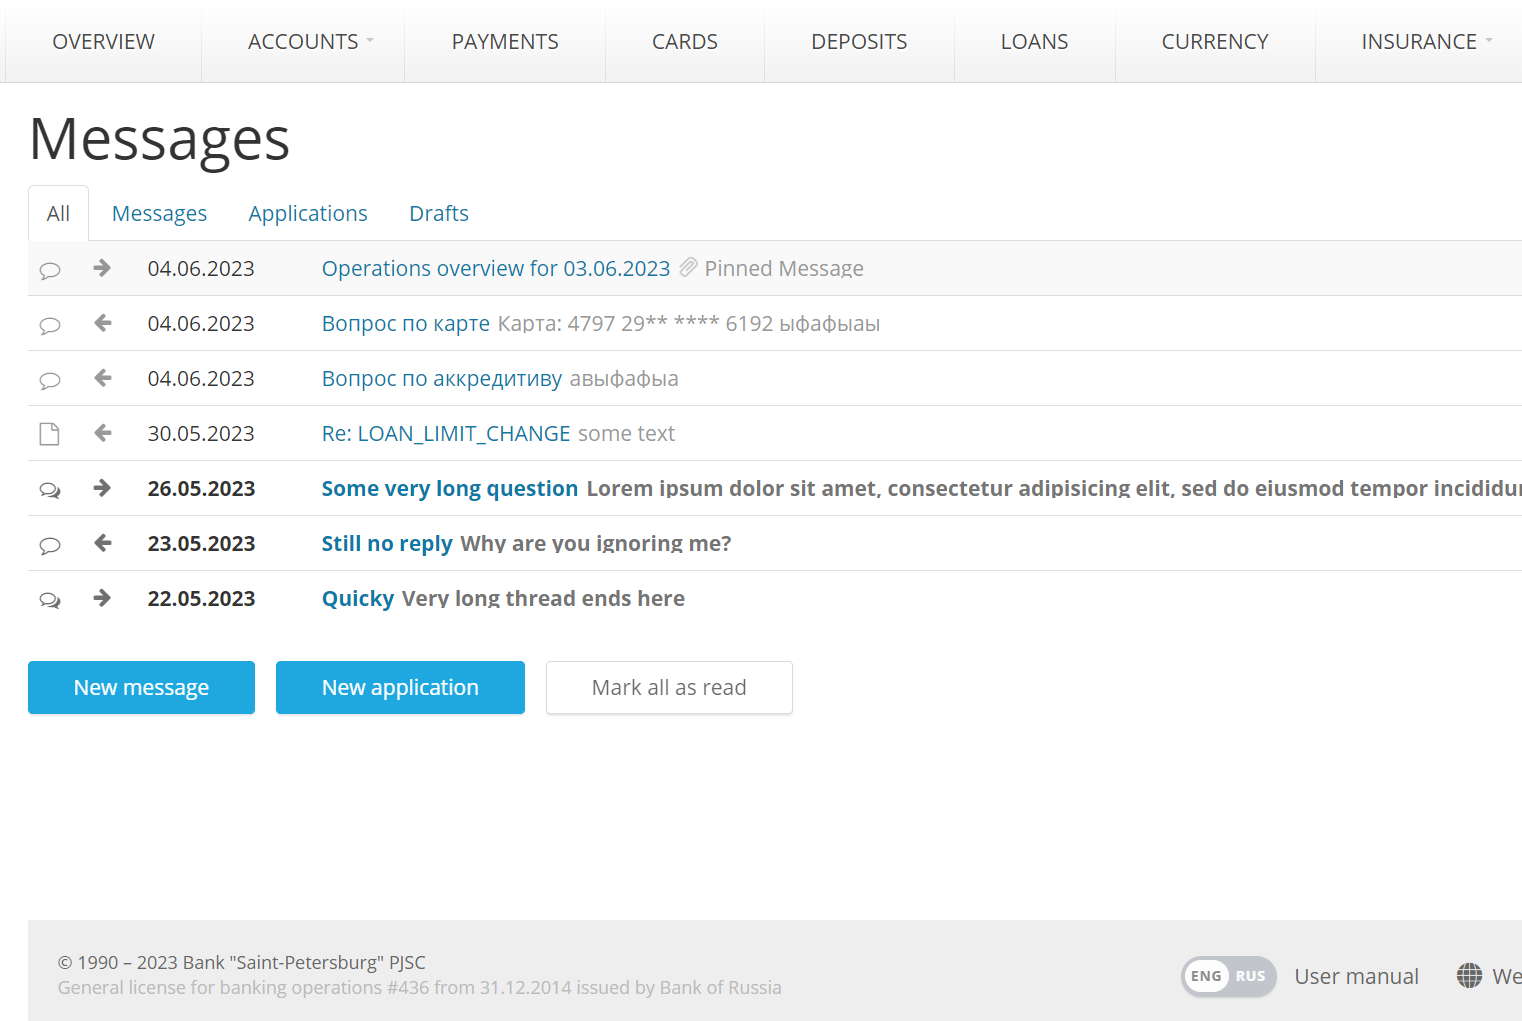 OVERVIEW ACCOUNTS PAYMENTS CARDS DEPOSITS LOANS CURRENCY INSURANCE
Messages
All Messages Applications Drafts
04.06.2023 Operations overview for 03.06.2023 Pinned Message
04.06.2023 Вопрос по карте Карта: 4797 29** **** 6192 ыфафыаы
04.06.2023 Вопрос по аккредитиву авыфафыа
30.05.2023 Re: LOAN_LIMIT_CHANGE some text
26.05.2023 Some very long question Lorem ipsum dolor sit amet, consectetur adipisicing elit, sed do eiusmod tempor
23.05.2023 Still no reply Why are you ignoring me?
22.05.2023 Quicky Very long thread ends here
New message New application Mark all as read
© 1990 – 2023 Bank "Saint-Petersburg" PJSC
General license for banking operations #436 from 31.12.2014 issued by Bank of Russia
ENG RUS User manual